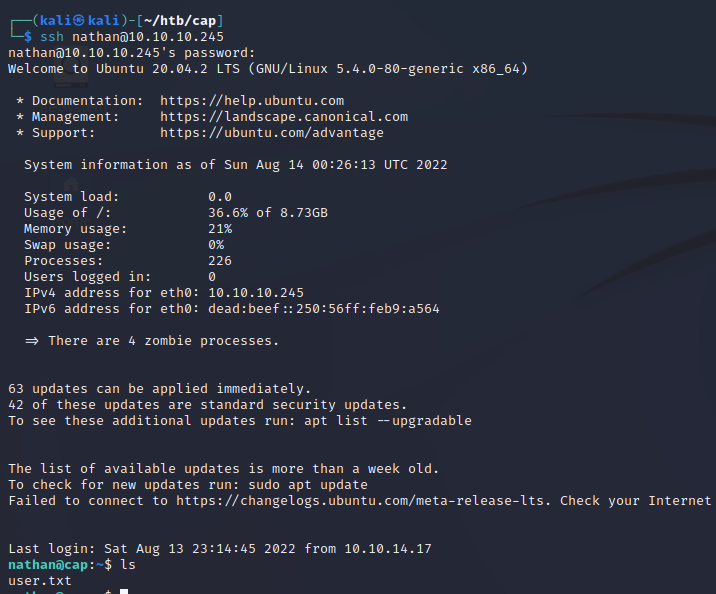 ┌──(kali㉿kali)-[~/htb/cap]
└─$ ssh nathan@10.10.10.245
nathan@10.10.10.245's password:
Welcome to Ubuntu 20.04.2 LTS (GNU/Linux 5.4.0-80-generic x86_64)
* Documentation:  https://help.ubuntu.com
* Management:     https://landscape.canonical.com
* Support:        https://ubuntu.com/advantage
System information as of Sun Aug 14 00:26:13 UTC 2022
System load:           0.0
Usage of /:            36.6% of 8.73GB
Memory usage:          21%
Swap usage:            0%
Processes:             226
Users logged in:       0
IPv4 address for eth0: 10.10.10.245
IPv6 address for eth0: dead:beef::250:56ff:feb9:a564
=> There are 4 zombie processes.
63 updates can be applied immediately.
42 of these updates are standard security updates.
To see these additional updates run: apt list --upgradable
The list of available updates is more than a week old.
To check for new updates run: sudo apt update
Failed to connect to https://changelogs.ubuntu.com/meta-release-lts. Check your Internet
Last login: Sat Aug 13 23:14:45 2022 from 10.10.14.17
nathan@cap:~$ ls
user.txt